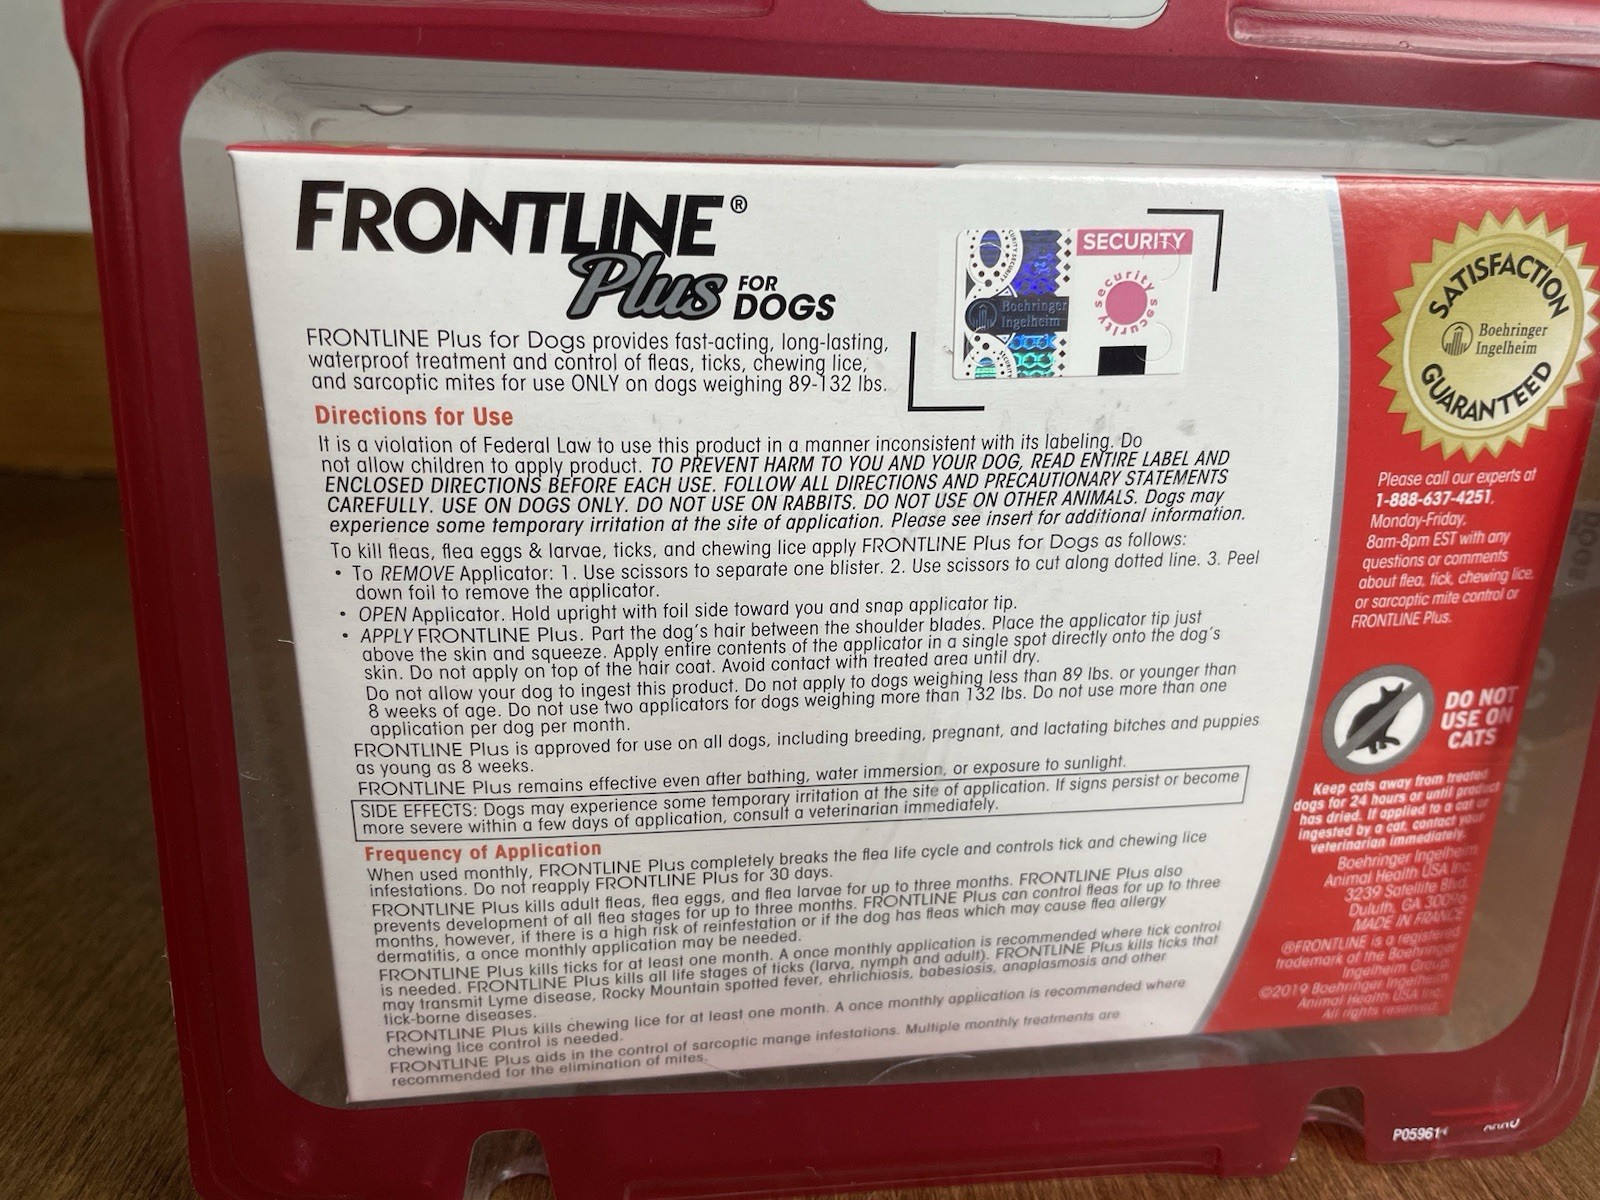 FRONTLINE®
Plus FOR
DOGS
FRONTLINE Plus for Dogs provides fast-acting, long-lasting,
waterproof treatment and control of fleas, ticks, chewing lice,
and sarcoptic mites for use ONLY on dogs weighing 89-132 lbs.
SECURITY
security security
Boehringer
Ingelheim
Directions for Use
It is a violation of Federal Law to use this product in a manner inconsistent with its labeling. Do
not allow children to apply product. TO PREVENT HARM TO YOU AND YOUR DOG, READ ENTIRE LABEL AND
ENCLOSED DIRECTIONS BEFORE EACH USE. FOLLOW ALL DIRECTIONS AND PRECAUTIONARY STATEMENTS
CAREFULLY. USE ON DOGS ONLY. DO NOT USE ON RABBITS. DO NOT USE ON OTHER ANIMALS. Dogs may
experience some temporary irritation at the site of application. Please see insert for additional information.
To kill fleas, flea eggs & larvae, ticks, and chewing lice apply FRONTLINE Plus for Dogs as follows:
• To REMOVE Applicator: 1. Use scissors to separate one blister. 2. Use scissors to cut along dotted line. 3. Peel
down foil to remove the applicator.
• OPEN Applicator. Hold upright with foil side toward you and snap applicator tip.
• APPLY FRONTLINE Plus. Part the dog's hair between the shoulder blades. Place the applicator tip just
above the skin and squeeze. Apply entire contents of the applicator in a single spot directly onto the dog's
skin. Do not apply on top of the hair coat. Avoid contact with treated area until dry.
Do not allow your dog to ingest this product. Do not apply to dogs weighing less than 89 lbs. or younger than
8 weeks of age. Do not use two applicators for dogs weighing more than 132 lbs. Do not use more than one
application per dog per month.
FRONTLINE Plus is approved for use on all dogs, including breeding, pregnant, and lactating bitches and puppies
as young as 8 weeks.
FRONTLINE Plus remains effective even after bathing, water immersion, or exposure to sunlight.
SIDE EFFECTS: Dogs may experience some temporary irritation at the site of application. If signs persist or become
more severe within a few days of application, consult a veterinarian immediately.
Frequency of Application
When used monthly, FRONTLINE Plus completely breaks the flea life cycle and controls tick and chewing lice
infestations. Do not reapply FRONTLINE Plus for 30 days.
FRONTLINE Plus kills adult fleas, flea eggs, and flea larvae for up to three months. FRONTLINE Plus also
prevents development of all flea stages for up to three months. FRONTLINE Plus can control fleas for up to three
months, however, if there is a high risk of reinfestation or if the dog has fleas which may cause flea allergy
dermatitis, a once monthly application may be needed.
FRONTLINE Plus kills ticks for at least one month. A once monthly application is recommended where tick control
is needed. FRONTLINE Plus kills all life stages of ticks (larva, nymph and adult). FRONTLINE Plus kills ticks that
may transmit Lyme disease, Rocky Mountain spotted fever, ehrlichiosis, babesiosis, anaplasmosis and other
tick-borne diseases.
FRONTLINE Plus kills chewing lice for at least one month. A once monthly application is recommended where
chewing lice control is needed.
FRONTLINE Plus aids in the control of sarcoptic mange infestations. Multiple monthly treatments are
recommended for the elimination of mites.
SATISFACTION
Boehringer
Ingelheim
GUARANTEED
Please call our experts at
1-888-637-4251,
Monday-Friday,
8am-8pm EST with any
questions or comments
about flea, tick, chewing lice,
or sarcoptic mite control or
FRONTLINE Plus.
DO NOT
USE ON
CATS
Keep cats away from treated
dogs for 24 hours or until product
has dried. If applied to a cat or
ingested by a cat, contact your
veterinarian immediately.
Boehringer Ingelheim
Animal Health USA Inc.
3239 Satellite Blvd.
Duluth, GA 30096
MADE IN FRANCE
®FRONTLINE is a registered
trademark of the Boehringer
Ingelheim Group.
©2019 Boehringer Ingelheim
Animal Health USA Inc.
All rights reserved.